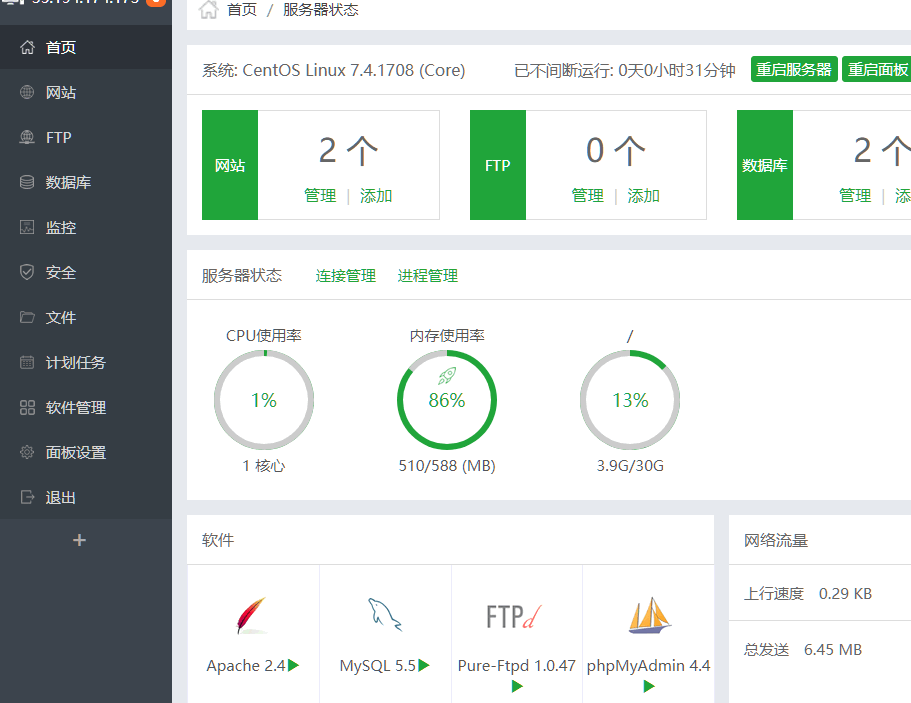 首页 / 服务器状态
首页
网站
FTP
数据库
监控
安全
文件
计划任务
软件管理
面板设置
退出
+
系统: CentOS Linux 7.4.1708 (Core)
已不间断运行: 0天0小时31分钟
重启服务器
重启面板
网站
2 个
管理 | 添加
FTP
0 个
管理 | 添加
数据库
2 个
管理 | 添
服务器状态 连接管理 进程管理
CPU使用率
1%
1 核心
内存使用率
86%
510/588 (MB)
/
13%
3.9G/30G
软件
Apache 2.4
MySQL 5.5
FTPd
Pure-Ftpd 1.0.47
phpMyAdmin 4.4
网络流量
上行速度 0.29 KB
总发送 6.45 MB